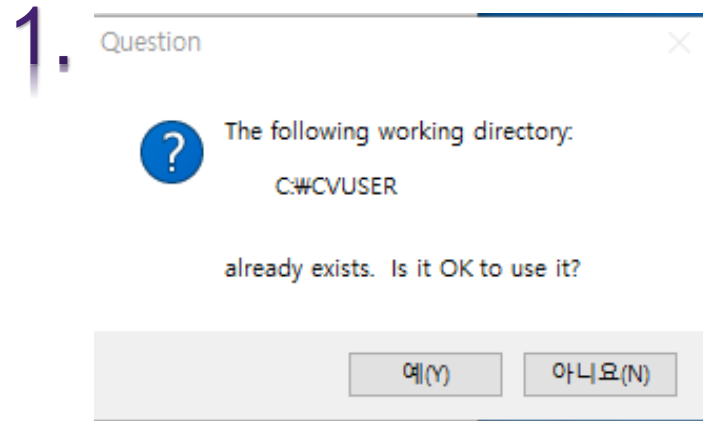 1.
Question
The following working directory:
C:₩CVUSER
already exists. Is it OK to use it?
예(Y)
아니요(N)